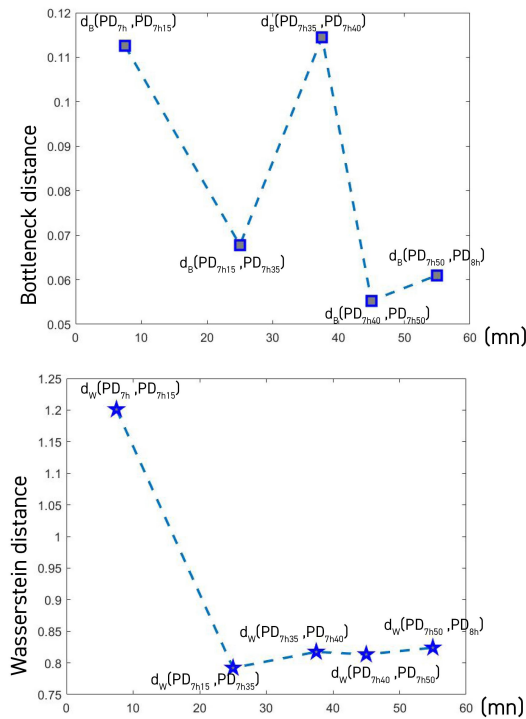 0.12
d_B(PD_7h ,PD_7h15)
d_B(PD_7h35 ,PD_7h40)
0.11
0.1
0.09
0.08
0.07
d_B(PD_7h15 ,PD_7h35)
d_B(PD_7h50 ,PD_8h)
0.06
d_B(PD_7h40 ,PD_7h50)
0.05
0 10 20 30 40 50 60 (mn)
Bottleneck distance
1.25
d_W(PD_7h ,PD_7h15)
1.2
1.15
1.1
1.05
1
0.95
0.9
0.85
d_W(PD_7h35 ,PD_7h40)
d_W(PD_7h50 ,PD_8h)
0.8
d_W(PD_7h15 ,PD_7h35)
d_W(PD_7h40 ,PD_7h50)
0.75
0 10 20 30 40 50 60 (mn)
Wasserstein distance